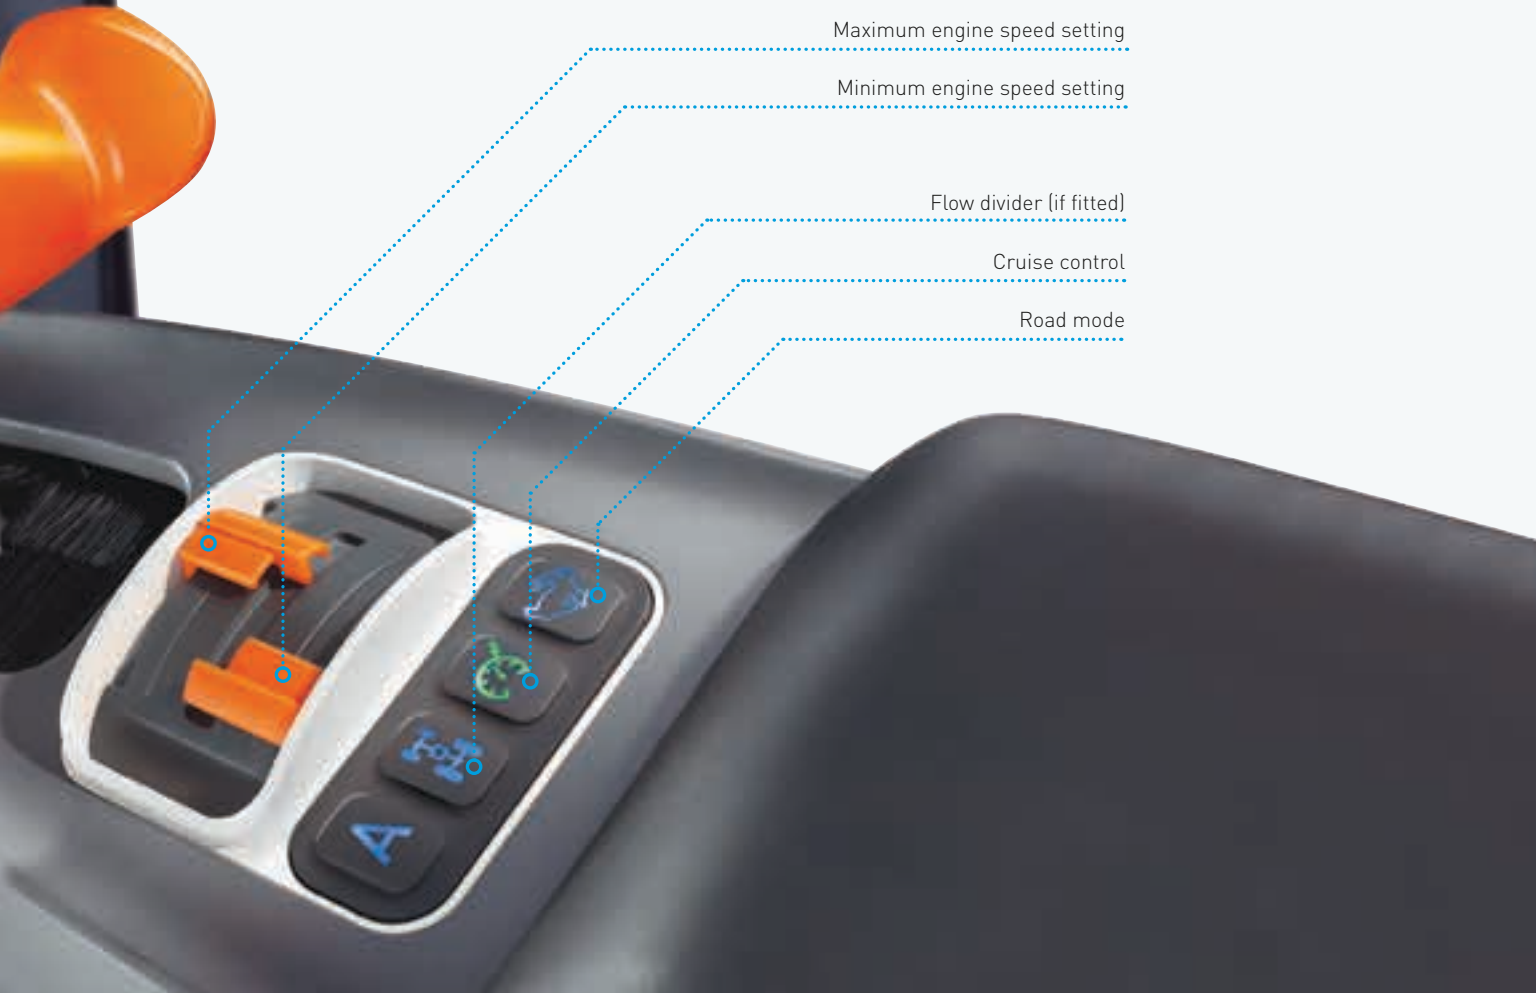 Maximum engine speed setting
Minimum engine speed setting
Flow divider (if fitted)
Cruise control
Road mode
A